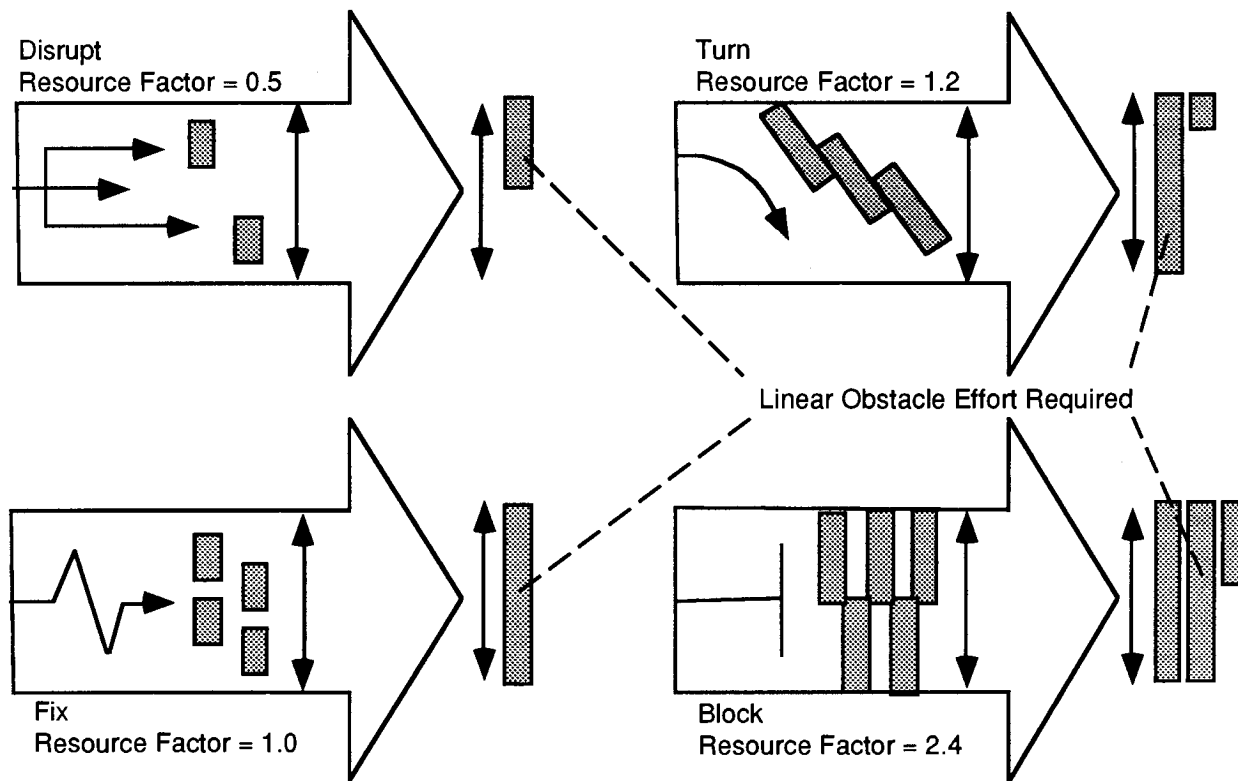 Disrupt
Resource Factor = 0.5
Turn
Resource Factor = 1.2
Linear Obstacle Effort Required
Fix
Resource Factor = 1.0
Block
Resource Factor = 2.4